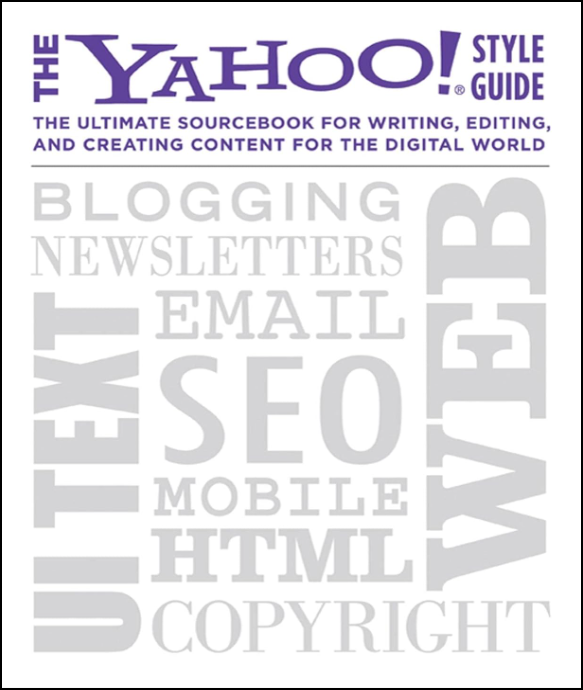 THE YAHOO!® STYLE GUIDE
THE ULTIMATE SOURCEBOOK FOR WRITING, EDITING,
AND CREATING CONTENT FOR THE DIGITAL WORLD
BLOGGING
NEWSLETTERS
EMAIL
SEO
MOBILE
HTML
COPYRIGHT
UI TEXT
WEB